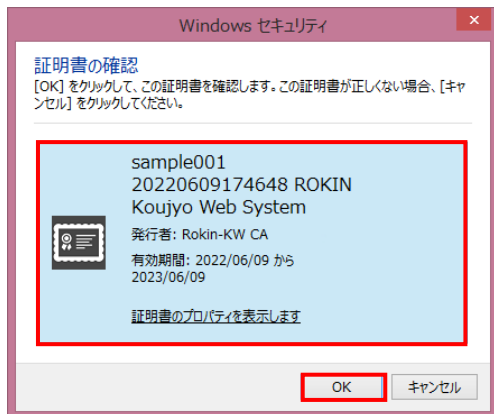 Windows セキュリティ
証明書の確認
[OK] をクリックして、この証明書を確認します。この証明書が正しくない場合、[キャ
ンセル] をクリックしてください。
sample001
20220609174648 ROKIN
Koujyo Web System
発行者: Rokin-KW CA
有効期間: 2022/06/09 から
2023/06/09
証明書のプロパティを表示します
OK
キャンセル